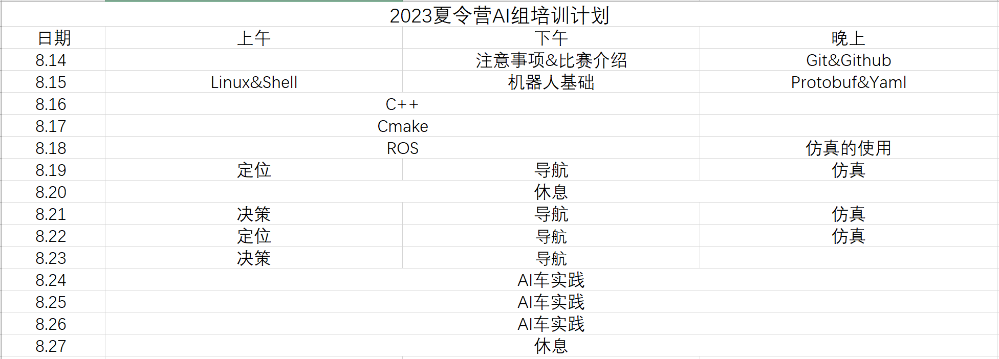 2023夏令营AI组培训计划
日期 上午 下午 晚上
8.14 注意事项&比赛介绍 Git&Github
8.15 Linux&Shell 机器人基础 Protobuf&Yaml
8.16 C++
8.17 Cmake
8.18 ROS 仿真的使用
8.19 定位 导航 仿真
8.20 休息
8.21 决策 导航 仿真
8.22 定位 导航 仿真
8.23 决策 导航
8.24 AI车实践
8.25 AI车实践
8.26 AI车实践
8.27 休息